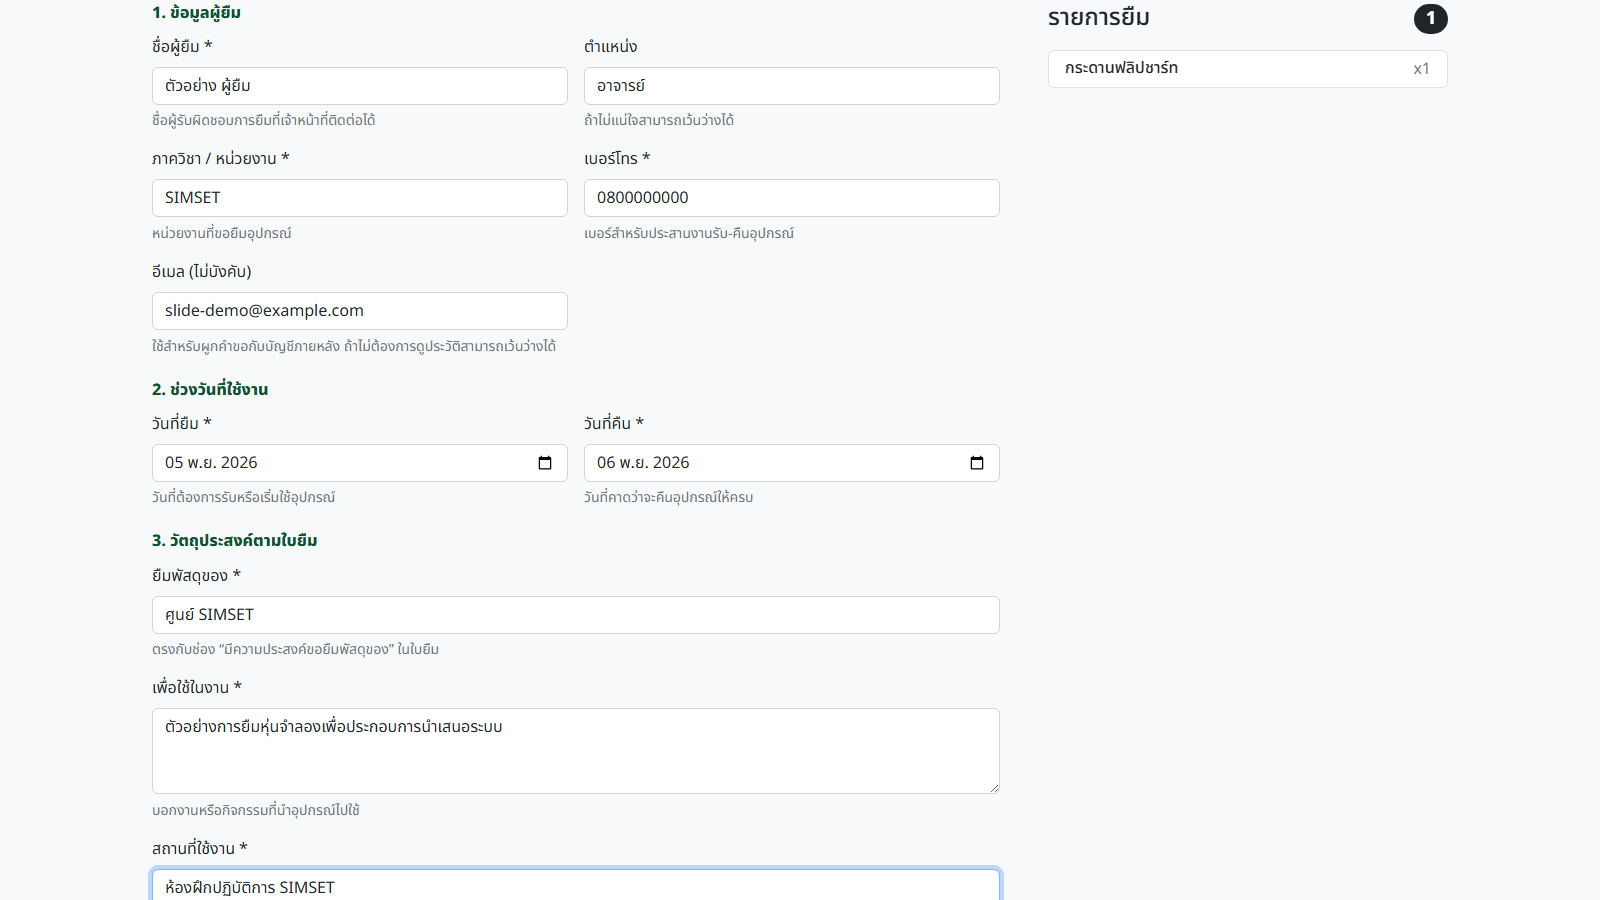 1. ข้อมูลผู้ยืม
ชื่อผู้ยืม *
ตำแหน่ง
ตัวอย่าง ผู้ยืม
อาจารย์
ชื่อผู้รับผิดชอบการยืมที่เจ้าหน้าที่ติดต่อได้
ถ้าไม่แน่ใจสามารถเว้นว่างได้
ภาควิชา / หน่วยงาน *
เบอร์โทร *
SIMSET
0800000000
หน่วยงานที่ขอยืมอุปกรณ์
เบอร์สำหรับประสานงานรับ-คืนอุปกรณ์
อีเมล (ไม่บังคับ)
slide-demo@example.com
ใช้สำหรับผูกคำขอกับบัญชีภายหลัง ถ้าไม่ต้องการดูประวัติสามารถเว้นว่างได้
2. ช่วงวันที่ใช้งาน
วันที่ยืม *
วันที่คืน *
05 พ.ย. 2026
06 พ.ย. 2026
วันที่ต้องการรับหรือเริ่มใช้อุปกรณ์
วันที่คาดว่าจะคืนอุปกรณ์ให้ครบ
3. วัตถุประสงค์ตามใบยืม
ยืมพัสดุของ *
ศูนย์ SIMSET
ตรงกับช่อง “มีความประสงค์ขอยืมพัสดุของ” ในใบยืม
เพื่อใช้ในงาน *
ตัวอย่างการยืมหุ่นจำลองเพื่อประกอบการนำเสนอระบบ
บอกงานหรือกิจกรรมที่นำอุปกรณ์ไปใช้
สถานที่ใช้งาน *
ห้องฝึกปฏิบัติการ SIMSET
รายการยืม
1
กระดานฟลิปชาร์ท
x1